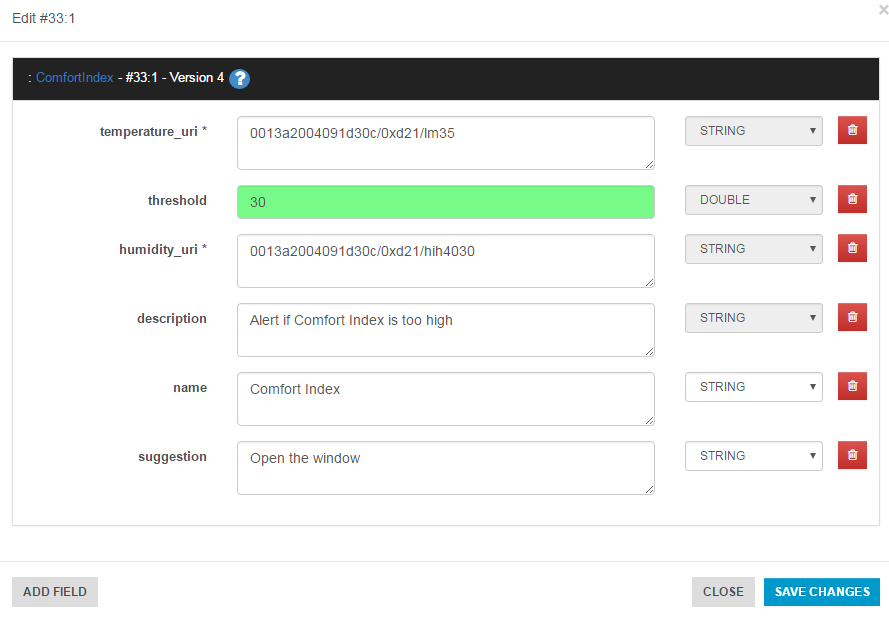 Edit #33:1
×
: ComfortIndex - #33:1 - Version 4 ?
temperature_uri * 0013a2004091d30c/0xd21/lm35 STRING
threshold 30 DOUBLE
humidity_uri * 0013a2004091d30c/0xd21/hih4030 STRING
description Alert if Comfort Index is too high STRING
name Comfort Index STRING
suggestion Open the window STRING
ADD FIELD CLOSE SAVE CHANGES